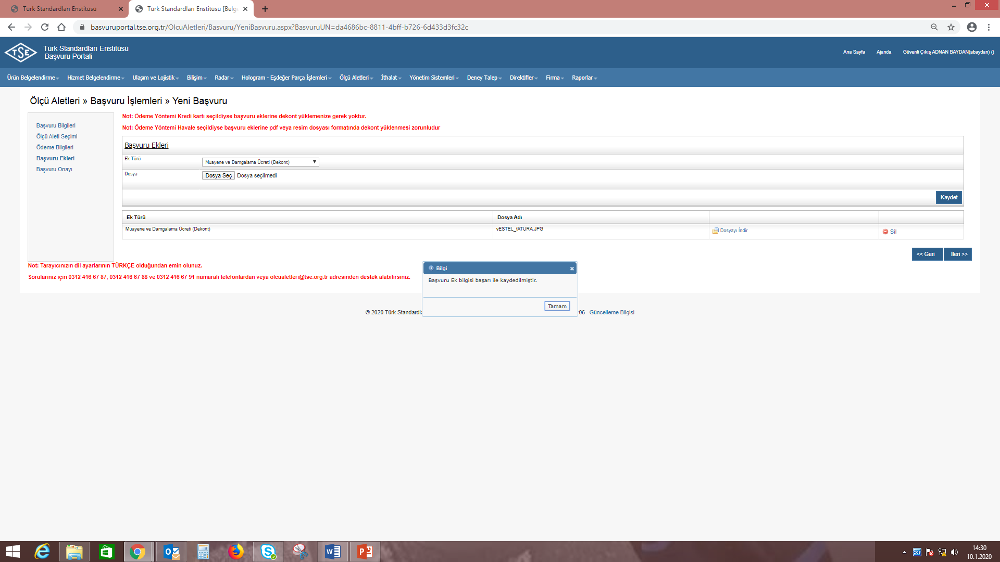 Türk Standardları Enstitüsü
Türk Standardları Enstitüsü [Belge
basvuruportal.tse.org.tr/OlcuAletleri/Basvuru/YeniBasvuru.aspx?BasvuruUN=da4686bc-8811-4bff-b726-6d433d3fc32c
TSE
Türk Standardları Enstitüsü
Başvuru Portali
Ana Sayfa Ajanda Güvenli Çıkış ADNAN BAYDAN(abaydan) ()
Ürün Belgelendirme Hizmet Belgelendirme Ulaşım ve Lojistik Bilişim Radar Hologram - Eşdeğer Parça İşlemleri Ölçü Aletleri İthalat Yönetim Sistemleri Deney Talep Direktifler Firma Raporlar
Ölçü Aletleri » Başvuru İşlemleri » Yeni Başvuru
Başvuru Bilgileri
Ölçü Aleti Seçimi
Ödeme Bilgileri
Başvuru Ekleri
Başvuru Onayı
Not: Ödeme Yöntemi Kredi kartı seçildiyse başvuru eklerine dekont yüklemenize gerek yoktur.
Not: Ödeme Yöntemi Havale seçildiyse başvuru eklerine pdf veya resim dosyası formatında dekont yüklenmesi zorunludur
Başvuru Ekleri
Ek Türü Muayene ve Damgalama Ücreti (Dekont)
Dosya Dosya Seç Dosya seçilmedi
Kaydet
Ek Türü Dosya Adı
Muayene ve Damgalama Ücreti (Dekont) vESTEL_fATURA.JPG Dosyayı İndir Sil
<< Geri İleri >>
Not: Tarayıcınızın dil ayarlarının TÜRKÇE olduğundan emin olunuz.
Sorularınız için 0312 416 67 87, 0312 416 67 88 ve 0312 416 67 91 numaralı telefonlardan veya olcualetleri@tse.org.tr adresinden destek alabilirsiniz.
Bilgi
Başvuru Ek bilgisi başarı ile kaydedilmiştir.
Tamam
© 2020 Türk Standardla 06 Güncelleme Bilgisi
14:30
10.1.2020